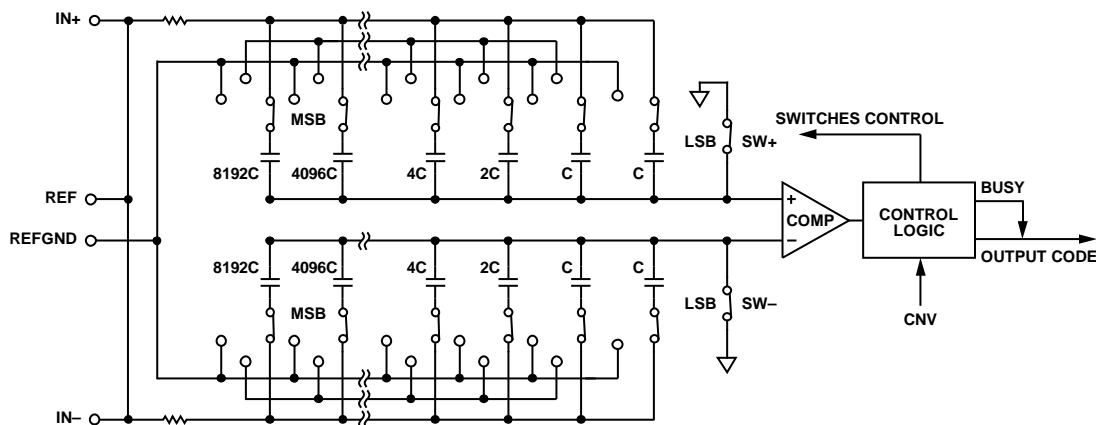 IN+
MSB
LSB
SW+
SWITCHES CONTROL
8192C
4096C
4C
2C
C
C
BUSY
REF
COMP
+
−
CONTROL
LOGIC
REFGND
OUTPUT CODE
8192C
4096C
4C
2C
C
C
MSB
LSB
SW−
CNV
IN−